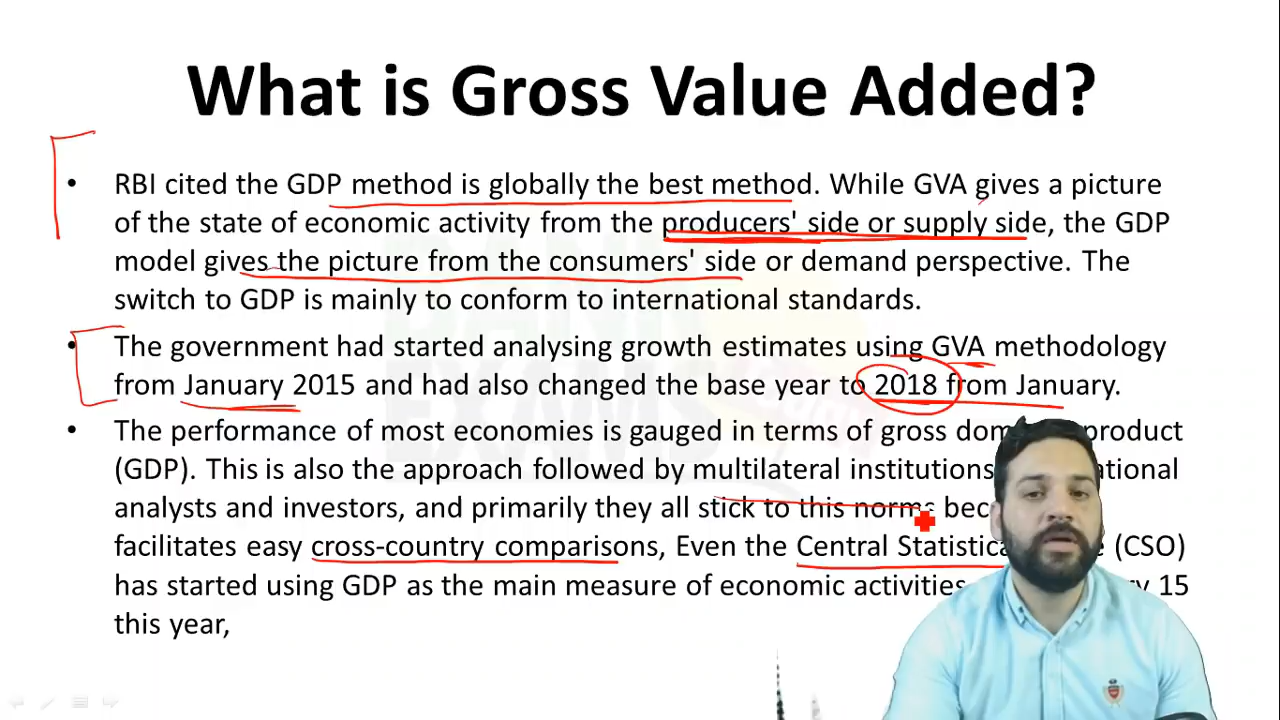 What is Gross Value Added?
• RBI cited the GDP method is globally the best method. While GVA gives a picture
of the state of economic activity from the producers' side or supply side, the GDP
model gives the picture from the consumers' side or demand perspective. The
switch to GDP is mainly to conform to international standards.
• The government had started analysing growth estimates using GVA methodology
from January 2015 and had also changed the base year to 2018 from January.
• The performance of most economies is gauged in terms of gross product
(GDP). This is also the approach followed by multilateral institutions
analysts and investors, and primarily they all stick to this norms
facilitates easy cross-country comparisons, Even the Central (CSO)
has started using GDP as the main measure of economic activities 15
this year,